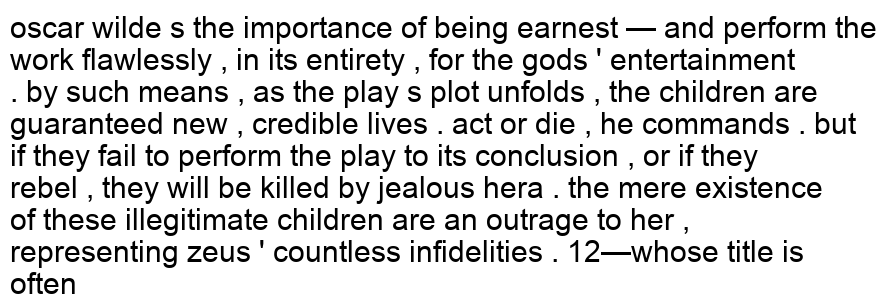 oscar wilde s the importance of being earnest — and perform the
work flawlessly , in its entirety , for the gods ' entertainment
. by such means , as the play s plot unfolds , the children are
guaranteed new , credible lives . act or die , he commands . but
if they fail to perform the play to its conclusion , or if they
rebel , they will be killed by jealous hera . the mere existence
of these illegitimate children are an outrage to her ,
representing zeus ' countless infidelities . 12—whose title is
often